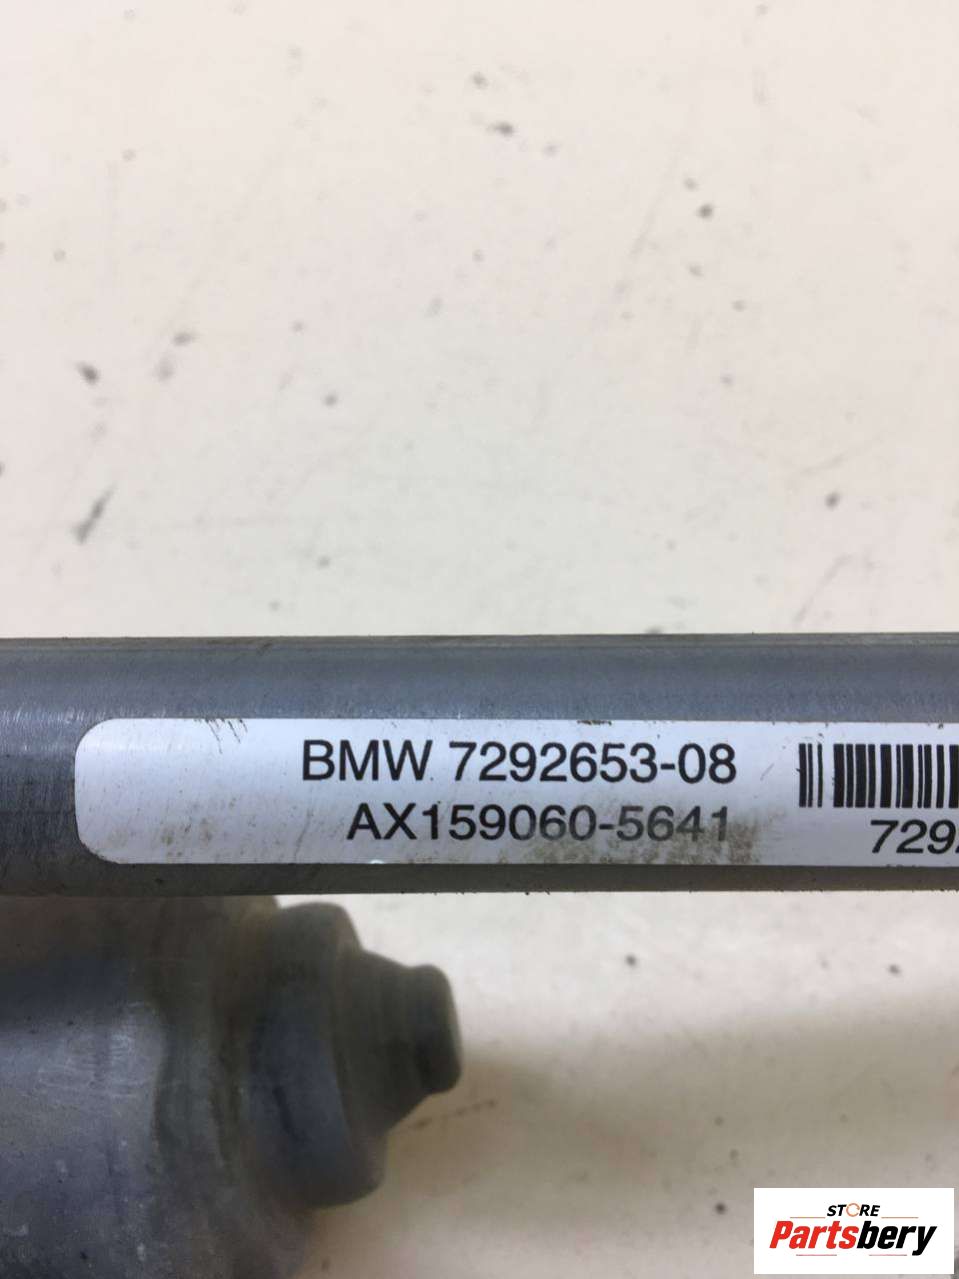 BMW 7292653-08
AX159060-5641
729
STORE
Partsbery